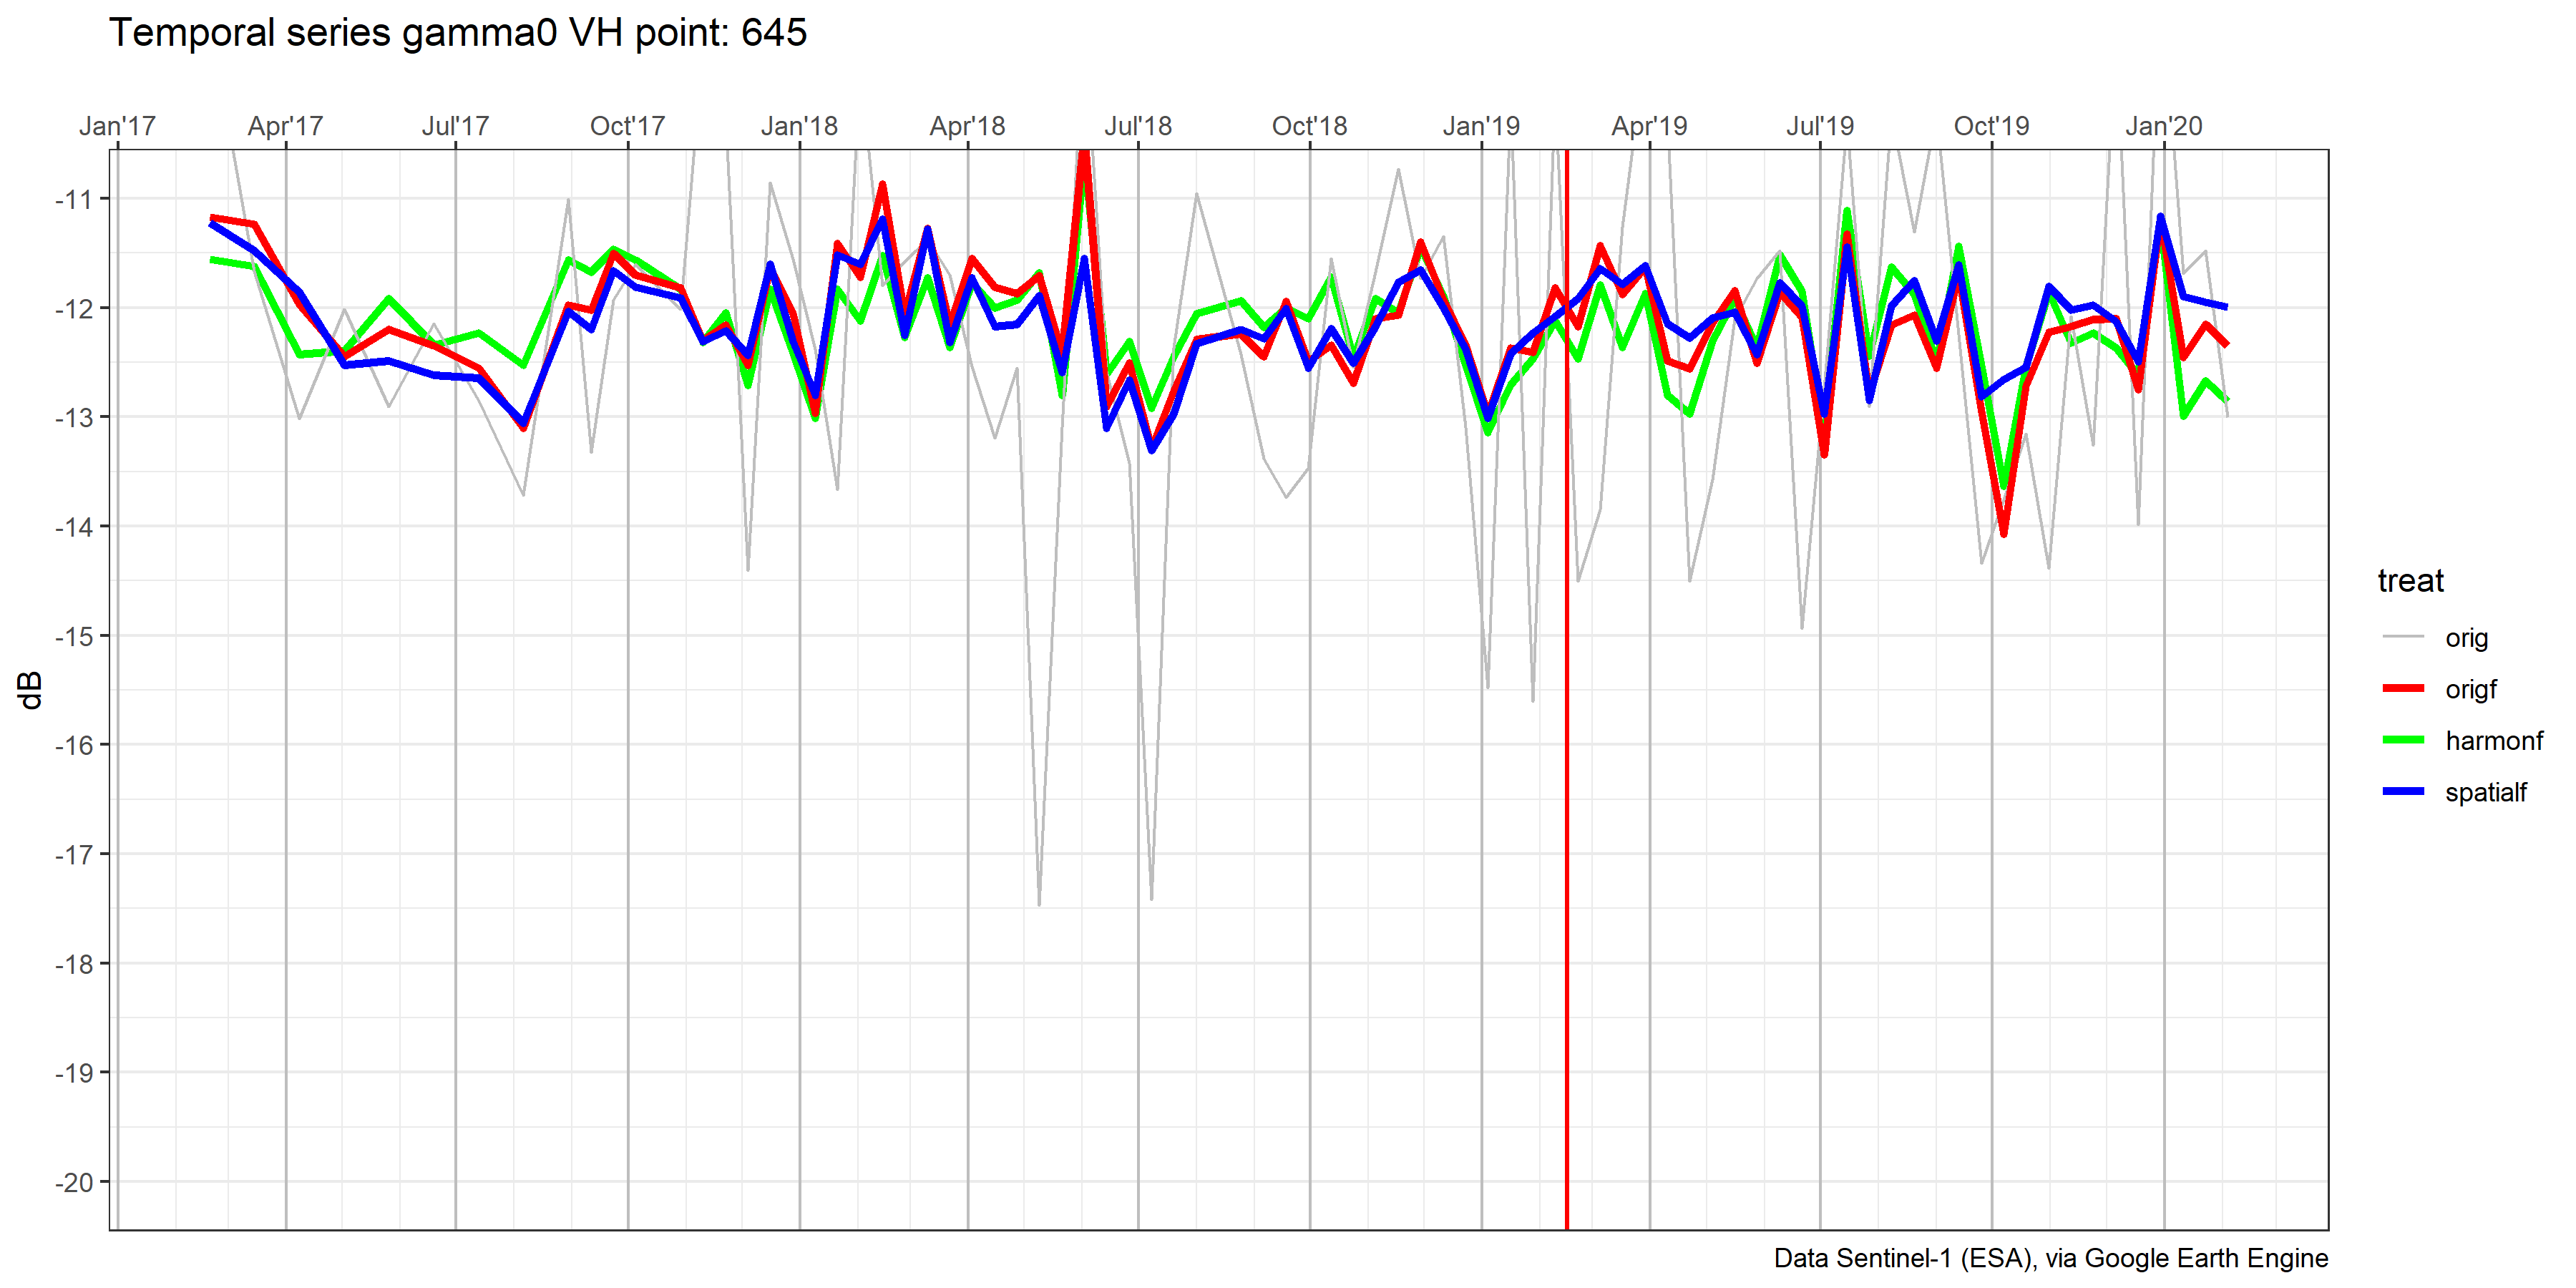 Temporal series gamma0 VH point: 645
Jan'17 Apr'17 Jul'17 Oct'17 Jan'18 Apr'18 Jul'18 Oct'18 Jan'19 Apr'19 Jul'19 Oct'19 Jan'20
-11
-12
-13
-14
-15
-16
-17
-18
-19
-20
dB
treat
orig
origf
harmonf
spatialf
Data Sentinel-1 (ESA), via Google Earth Engine